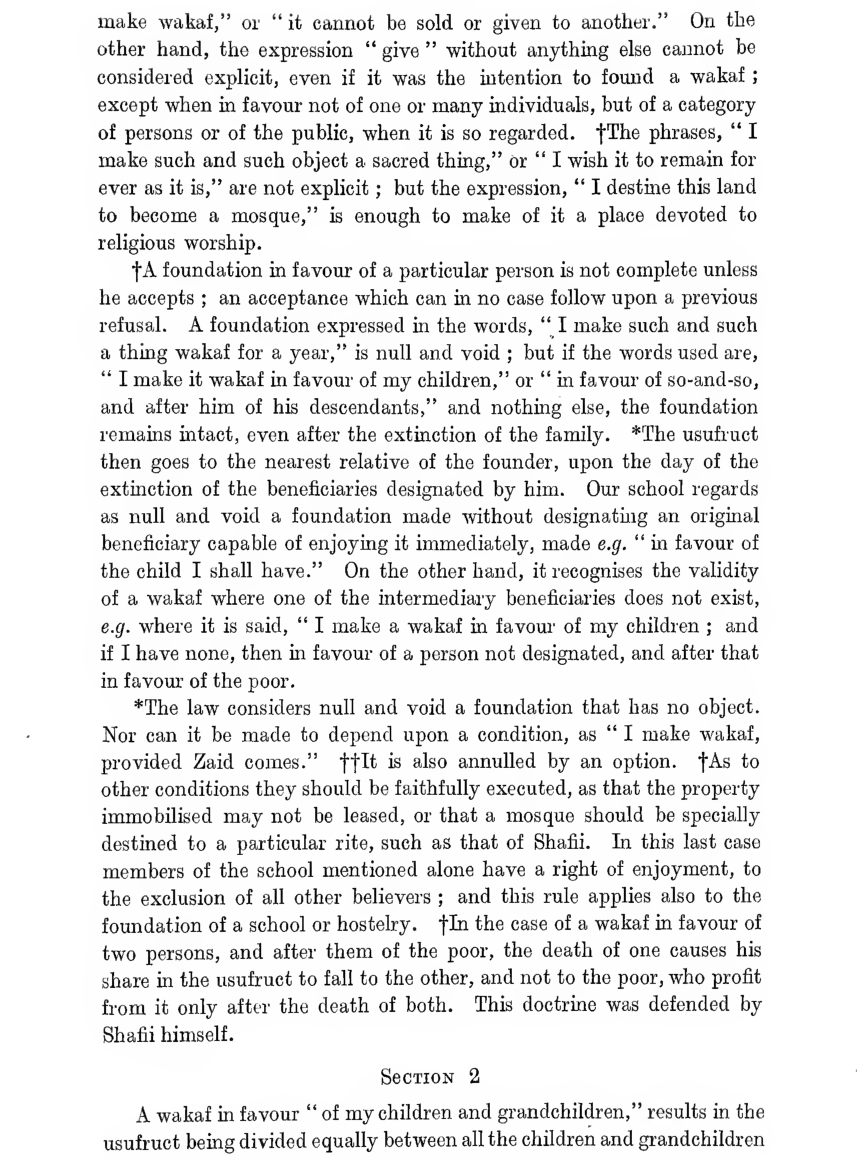 make wakaf,” or “ it cannot be sold or given to another.” On the
other hand, the expression “ give ” without anything else cannot be
considered explicit, even if it was the intention to found a wakaf ;
except when in favour not of one or many individuals, but of a category
of persons or of the public, when it is so regarded. †The phrases, “ I
make such and such object a sacred thing,” or “ I wish it to remain for
ever as it is,” are not explicit ; but the expression, “ I destine this land
to become a mosque,” is enough to make of it a place devoted to
religious worship.
†A foundation in favour of a particular person is not complete unless
he accepts ; an acceptance which can in no case follow upon a previous
refusal. A foundation expressed in the words, “ I make such and such
a thing wakaf for a year,” is null and void ; but if the words used are,
“ I make it wakaf in favour of my children,” or “ in favour of so-and-so,
and after him of his descendants,” and nothing else, the foundation
remains intact, even after the extinction of the family. *The usufruct
then goes to the nearest relative of the founder, upon the day of the
extinction of the beneficiaries designated by him. Our school regards
as null and void a foundation made without designating an original
beneficiary capable of enjoying it immediately, made e.g. “ in favour of
the child I shall have.” On the other hand, it recognises the validity
of a wakaf where one of the intermediary beneficiaries does not exist,
e.g. where it is said, “ I make a wakaf in favour of my children ; and
if I have none, then in favour of a person not designated, and after that
in favour of the poor.
*The law considers null and void a foundation that has no object.
Nor can it be made to depend upon a condition, as “ I make wakaf,
provided Zaid comes.” ††It is also annulled by an option. †As to
other conditions they should be faithfully executed, as that the property
immobilised may not be leased, or that a mosque should be specially
destined to a particular rite, such as that of Shafii. In this last case
members of the school mentioned alone have a right of enjoyment, to
the exclusion of all other believers ; and this rule applies also to the
foundation of a school or hostelry. †In the case of a wakaf in favour of
two persons, and after them of the poor, the death of one causes his
share in the usufruct to fall to the other, and not to the poor, who profit
from it only after the death of both. This doctrine was defended by
Shafii himself.
SECTION 2
A wakaf in favour “ of my children and grandchildren,” results in the
usufruct being divided equally between all the children and grandchildren